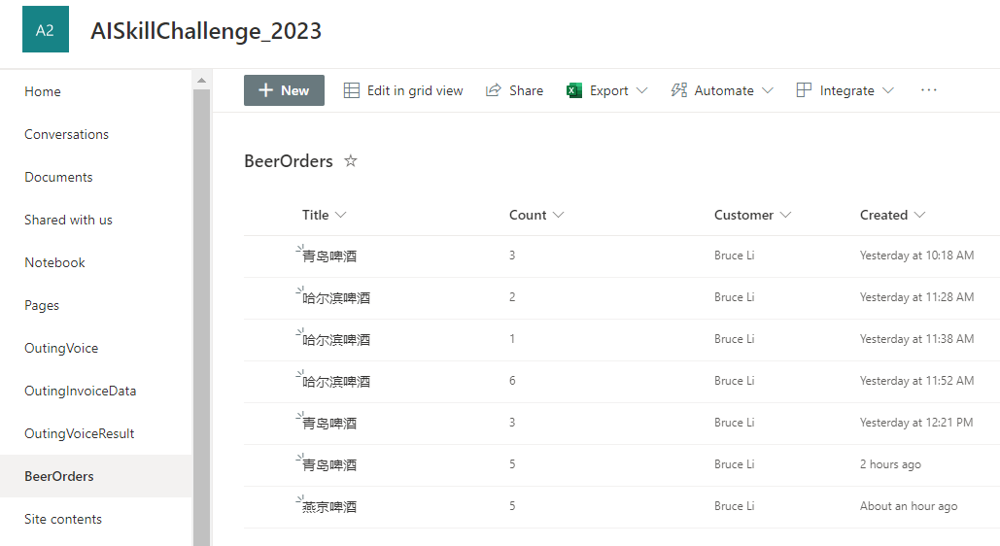 A2 AISkillChallenge_2023
Home
Conversations
Documents
Shared with us
Notebook
Pages
OutingVoice
OutingInvoiceData
OutingVoiceResult
BeerOrders
Site contents
New Edit in grid view Share Export Automate Integrate ...
BeerOrders
Title Count Customer Created
青岛啤酒 3 Bruce Li Yesterday at 10:18 AM
哈尔滨啤酒 2 Bruce Li Yesterday at 11:28 AM
哈尔滨啤酒 1 Bruce Li Yesterday at 11:38 AM
哈尔滨啤酒 6 Bruce Li Yesterday at 11:52 AM
青岛啤酒 3 Bruce Li Yesterday at 12:21 PM
青岛啤酒 5 Bruce Li 2 hours ago
燕京啤酒 5 Bruce Li About an hour ago